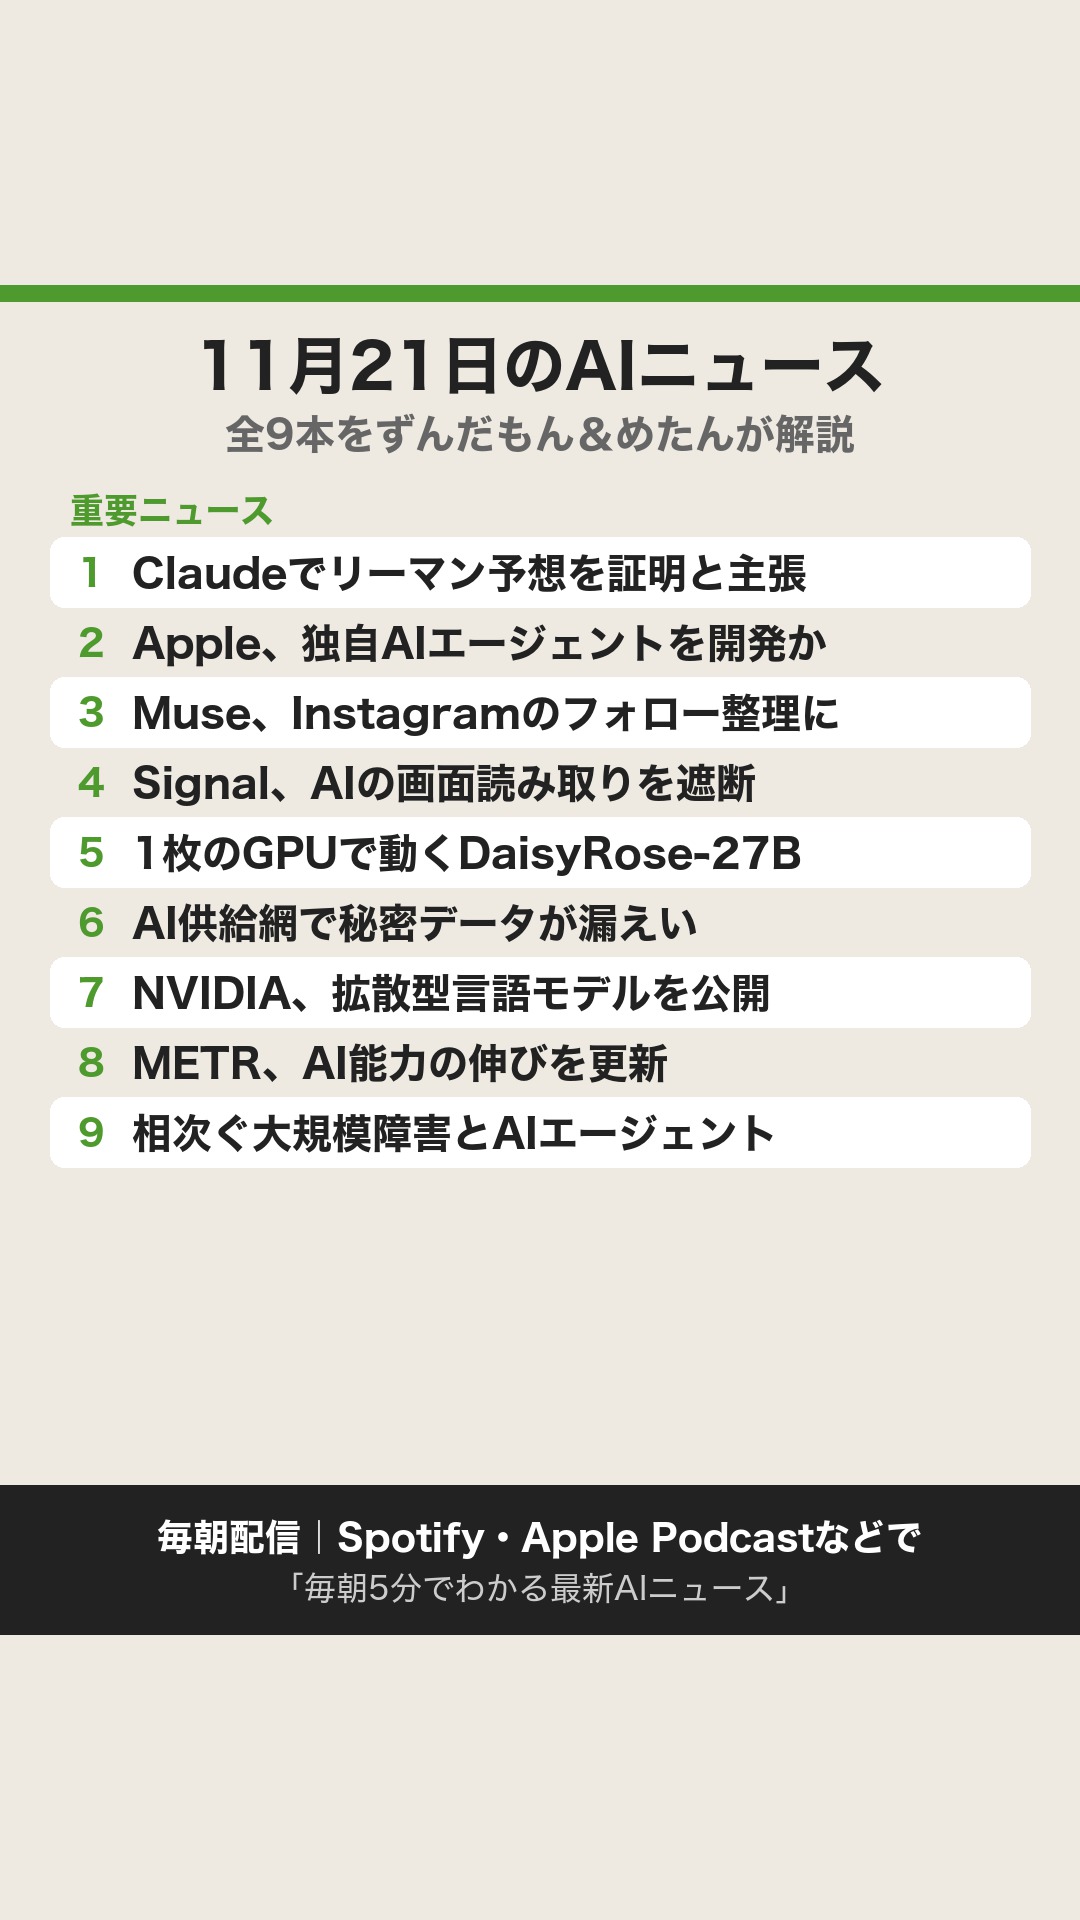 11月21日のAIニュース
全9本をずんだもん＆めたんが解説
重要ニュース
1 Claudeでリーマン予想を証明と主張
2 Apple、独自AIエージェントを開発か
3 Muse、Instagramのフォロー整理に
4 Signal、AIの画面読み取りを遮断
5 1枚のGPUで動くDaisyRose-27B
6 AI供給網で秘密データが漏えい
7 NVIDIA、拡散型言語モデルを公開
8 METR、AI能力の伸びを更新
9 相次ぐ大規模障害とAIエージェント
毎朝配信｜Spotify・Apple Podcastなどで
「毎朝5分でわかる最新AIニュース」